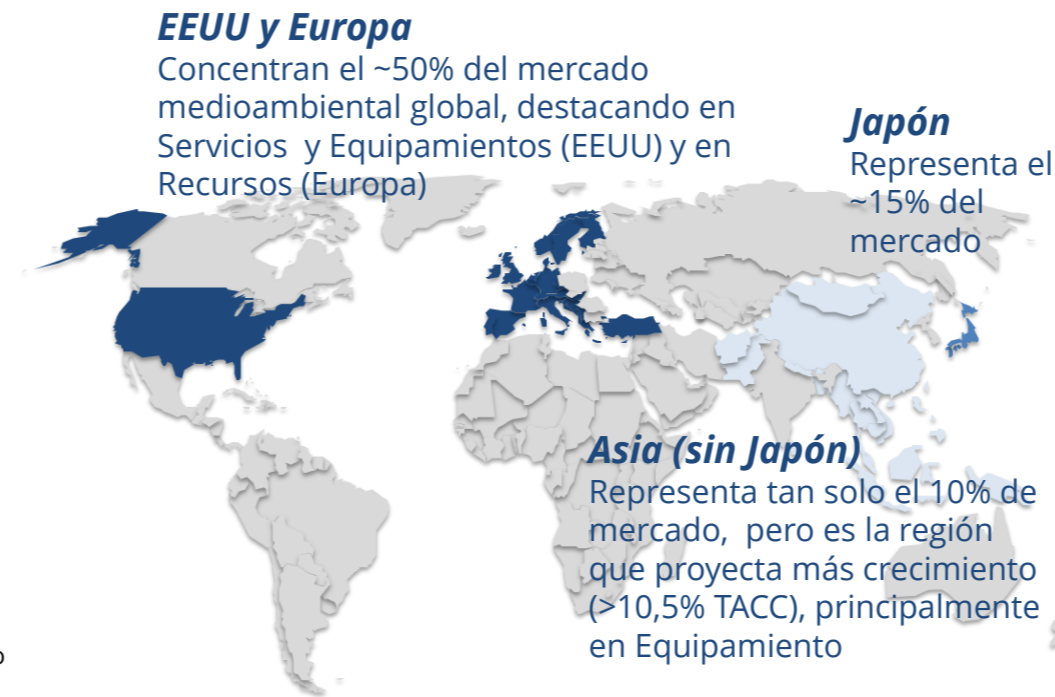 EEUU y Europa
Concentran el ~50% del mercado
medioambiental global, destacando en
Servicios  y Equipamientos (EEUU) y en
Recursos (Europa)
Japón
Representa el
~15% del
mercado
Asia (sin Japón)
Representa tan solo el 10% de
mercado,  pero es la región
que proyecta más crecimiento
(>10,5% TACC), principalmente
en Equipamiento
o